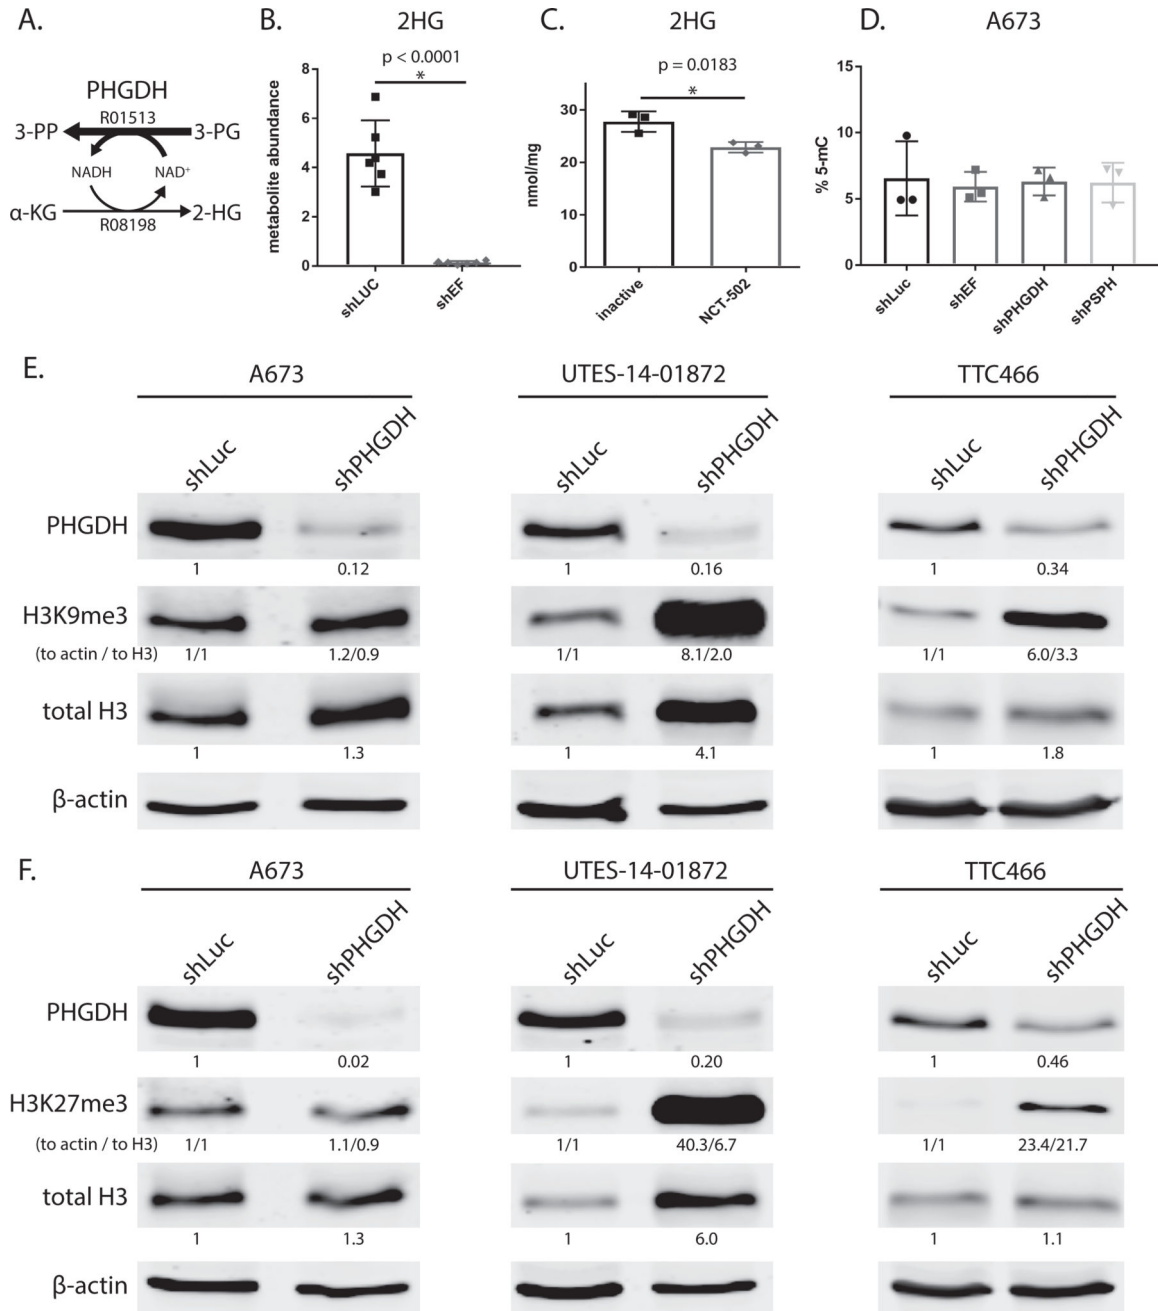 A.
PHGDH
R01513
3-PP
3-PG
NADH
NAD⁺
α-KG
2-HG
R08198
B.
2HG
p < 0.0001
*
metabolite abundance
8
6
4
2
0
shLUC
shEF
C.
2HG
p = 0.0183
*
nmol/mg
30
20
10
0
inactive
NCT-502
D.
A673
% 5-mC
15
10
5
0
shLuc
shEF
shPHGDH
shPSPH
E.
A673 UTES-14-01872 TTC466
shLuc shPHGDH shLuc shPHGDH shLuc shPHGDH
PHGDH
1 0.12 1 0.16 1 0.34
H3K9me3
(to actin / to H3) 1/1 1.2/0.9 1/1 8.1/2.0 1/1 6.0/3.3
total H3
1 1.3 1 4.1 1 1.8
β-actin
F.
A673 UTES-14-01872 TTC466
shLuc shPHGDH shLuc shPHGDH shLuc shPHGDH
PHGDH
1 0.02 1 0.20 1 0.46
H3K27me3
(to actin / to H3) 1/1 1.1/0.9 1/1 40.3/6.7 1/1 23.4/21.7
total H3
1 1.3 1 6.0 1 1.1
β-actin